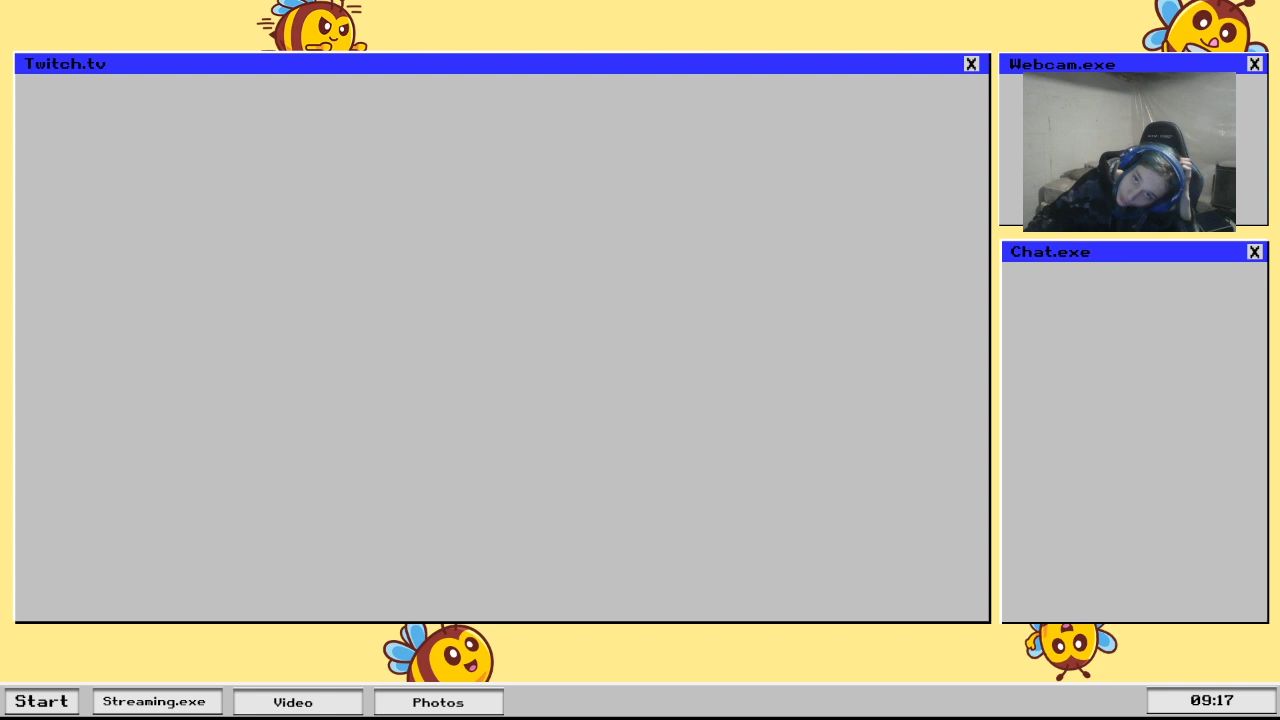 Twitch.tv X
Webcam.exe X
Chat.exe X
Start Streaming.exe Video Photos 09:17